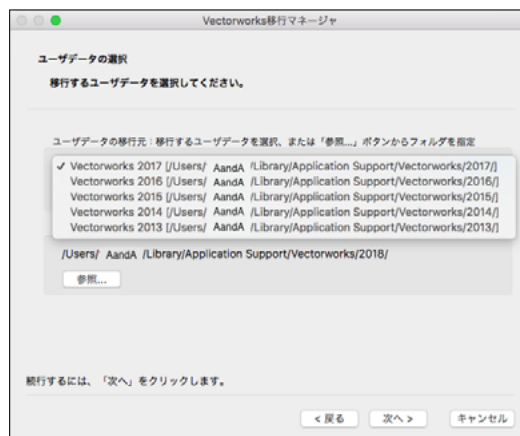 Vectorworks移行マネージャ
ユーザデータの選択
移行するユーザデータを選択してください。
ユーザデータの移行元：移行するユーザデータを選択、または「参照...」ボタンからフォルダを指定
✓ Vectorworks 2017 [/Users/ AandA /Library/Application Support/Vectorworks/2017/]
Vectorworks 2016 [/Users/ AandA /Library/Application Support/Vectorworks/2016/]
Vectorworks 2015 [/Users/ AandA /Library/Application Support/Vectorworks/2015/]
Vectorworks 2014 [/Users/ AandA /Library/Application Support/Vectorworks/2014/]
Vectorworks 2013 [/Users/ AandA /Library/Application Support/Vectorworks/2013/]
/Users/ AandA /Library/Application Support/Vectorworks/2018/
参照...
続行するには、「次へ」をクリックします。
< 戻る 次へ > キャンセル